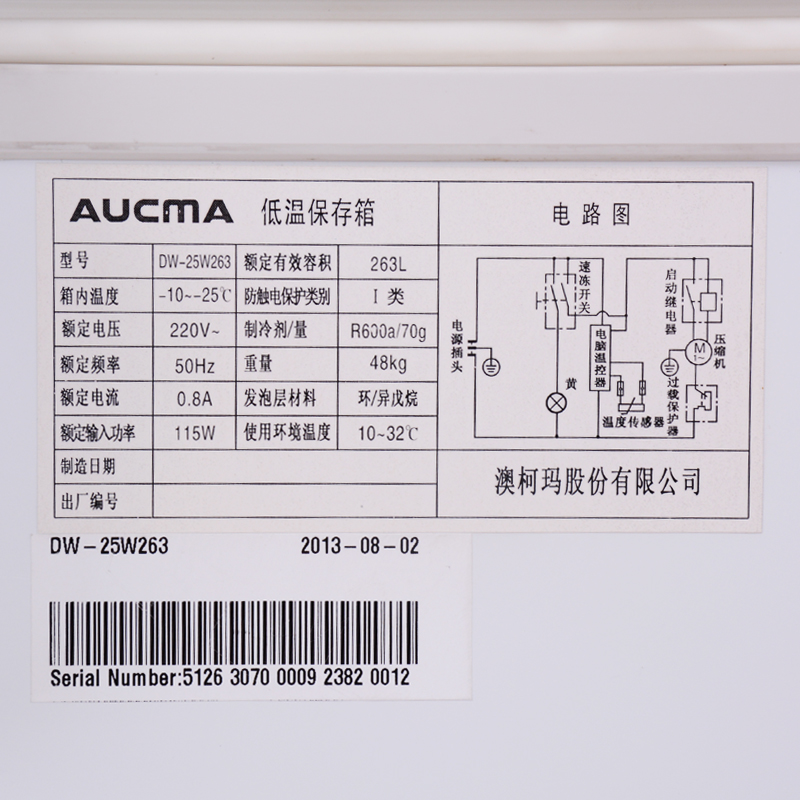 AUCMA 低温保存箱
型号 DW-25W263 额定有效容积 263L
箱内温度 -10~-25℃ 防触电保护类别 I 类
额定电压 220V~ 制冷剂/量 R600a/70g
额定频率 50Hz 重量 48kg
额定电流 0.8A 发泡层材料 环/异戊烷
额定输入功率 115W 使用环境温度 10~32℃
制造日期
出厂编号
电路图
速冻开关
启动继电器
电源插头
电脑温控器
M
1~
压缩机
黄
过载保护器
温度传感器
澳柯玛股份有限公司
DW-25W263 2013-08-02
Serial Number:5126 3070 0009 2382 0012